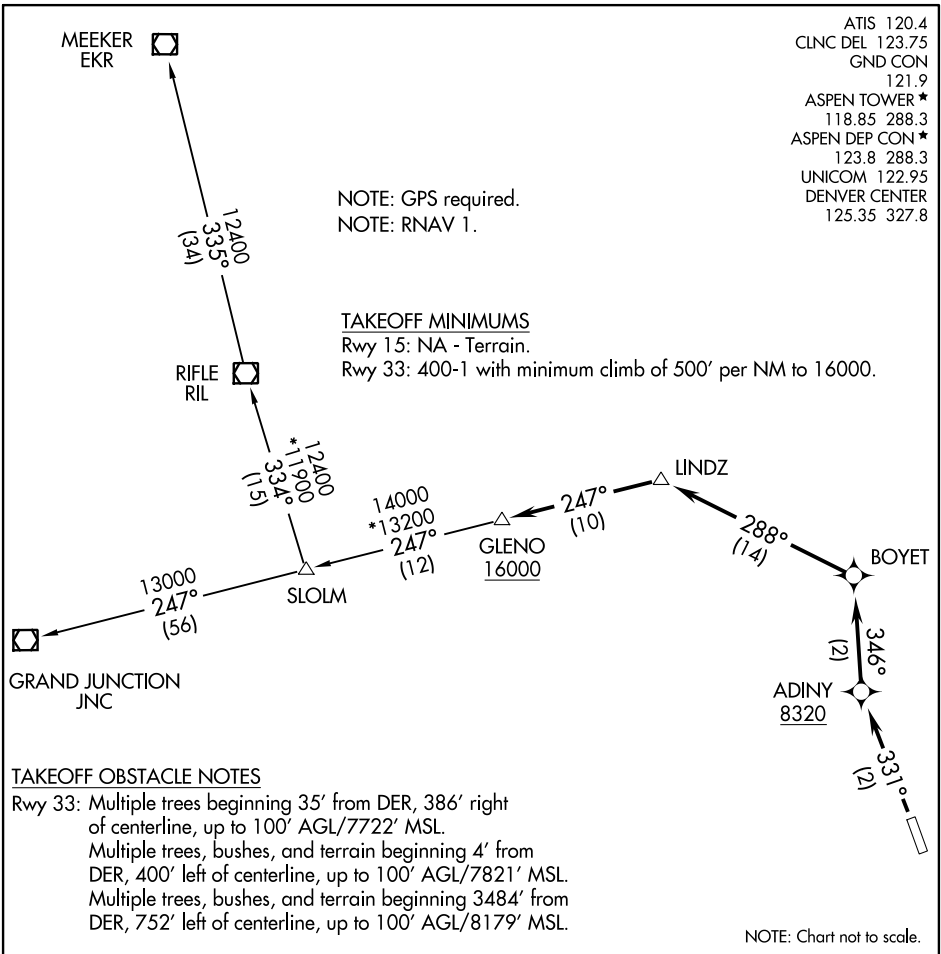 ATIS 120.4
CLNC DEL 123.75
GND CON
121.9
ASPEN TOWER ★
118.85 288.3
ASPEN DEP CON ★
123.8 288.3
UNICOM 122.95
DENVER CENTER
125.35 327.8
MEEKER
EKR
12400
335°
(34)
NOTE: GPS required.
NOTE: RNAV 1.
TAKEOFF MINIMUMS
Rwy 15: NA - Terrain.
Rwy 33: 400-1 with minimum climb of 500' per NM to 16000.
RIFLE
RIL
12400
*11900
334°
(15)
LINDZ
247°
(10)
14000
*13200
247°
(12)
GLENO
16000
288°
(14)
BOYET
SLOLM
13000
247°
(56)
GRAND JUNCTION
JNC
346°
(2)
ADINY
8320
331°
(2)
TAKEOFF OBSTACLE NOTES
Rwy 33: Multiple trees beginning 35' from DER, 386' right
of centerline, up to 100' AGL/7722' MSL.
Multiple trees, bushes, and terrain beginning 4' from
DER, 400' left of centerline, up to 100' AGL/7821' MSL.
Multiple trees, bushes, and terrain beginning 3484' from
DER, 752' left of centerline, up to 100' AGL/8179' MSL.
NOTE: Chart not to scale.